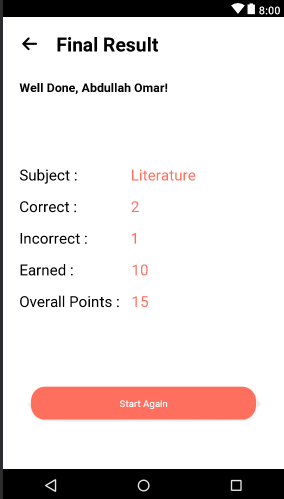 8:00
Final Result
Well Done, Abdullah Omar!
Subject : Literature
Correct : 2
Incorrect : 1
Earned : 10
Overall Points : 15
Start Again